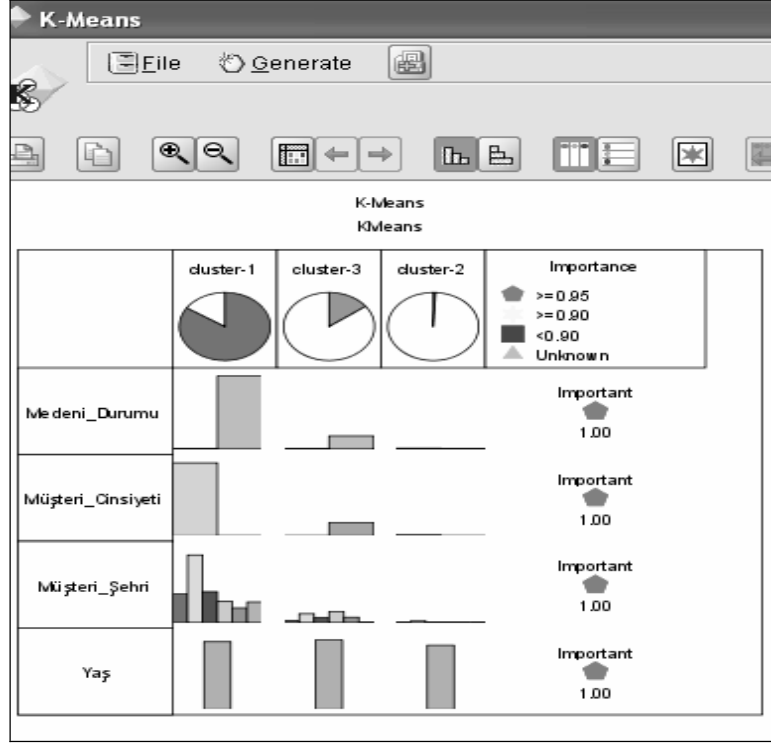 K-Means
File Generate
K-Means
KMeans
cluster-1 cluster-3 cluster-2 Importance
>=0.95
>=0.90
<0.90
Unknown
Medeni_Durumu Important
1.00
Müşteri_Cinsiyeti Important
1.00
Müşteri_Şehri Important
1.00
Yaş Important
1.00